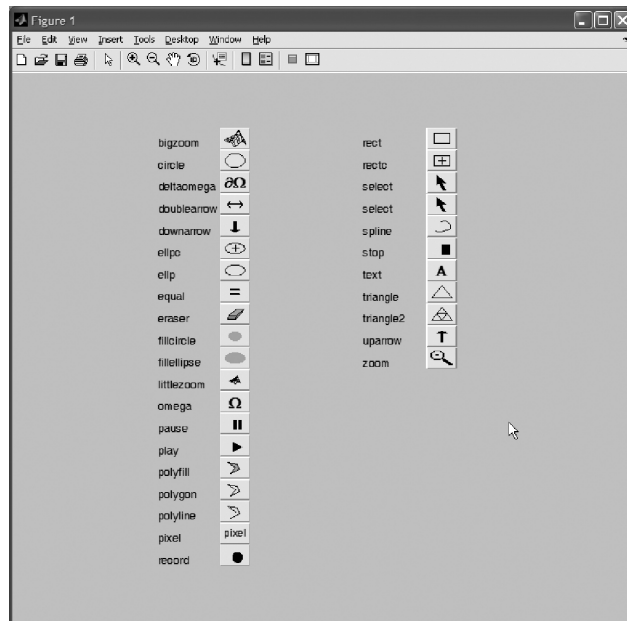 Figure 1
File Edit View Insert Tools Desktop Window Help
bigzoom
circle
deltaomega ∂Ω
doublearrow
downarrow
elipc
elip
equal =
eraser
fillcircle
fillellipse
littlezoom
omega Ω
pause
play
polyfill
polygon
polyline
pixel pixel
record
rect
rectc
select
select
spline
stop
text A
triangle
triangle2
uparrow
zoom